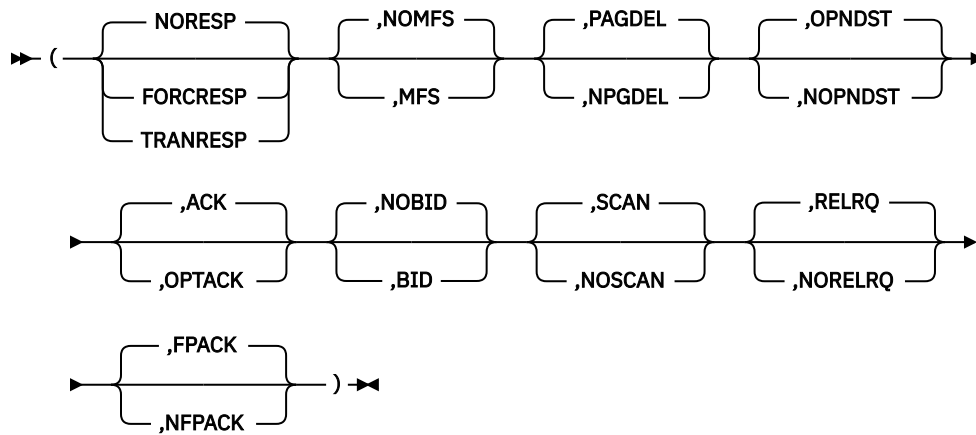 NORESP ,NOMFS ,PAGDEL ,OPNDST
(
FORCRESP ,MFS ,NPGDEL ,NOPNDST
TRANRESP
,ACK ,NOBID ,SCAN ,RELRQ
,OPTACK ,BID ,NOSCAN ,NORELRQ
,FPACK
)
,NFPACK